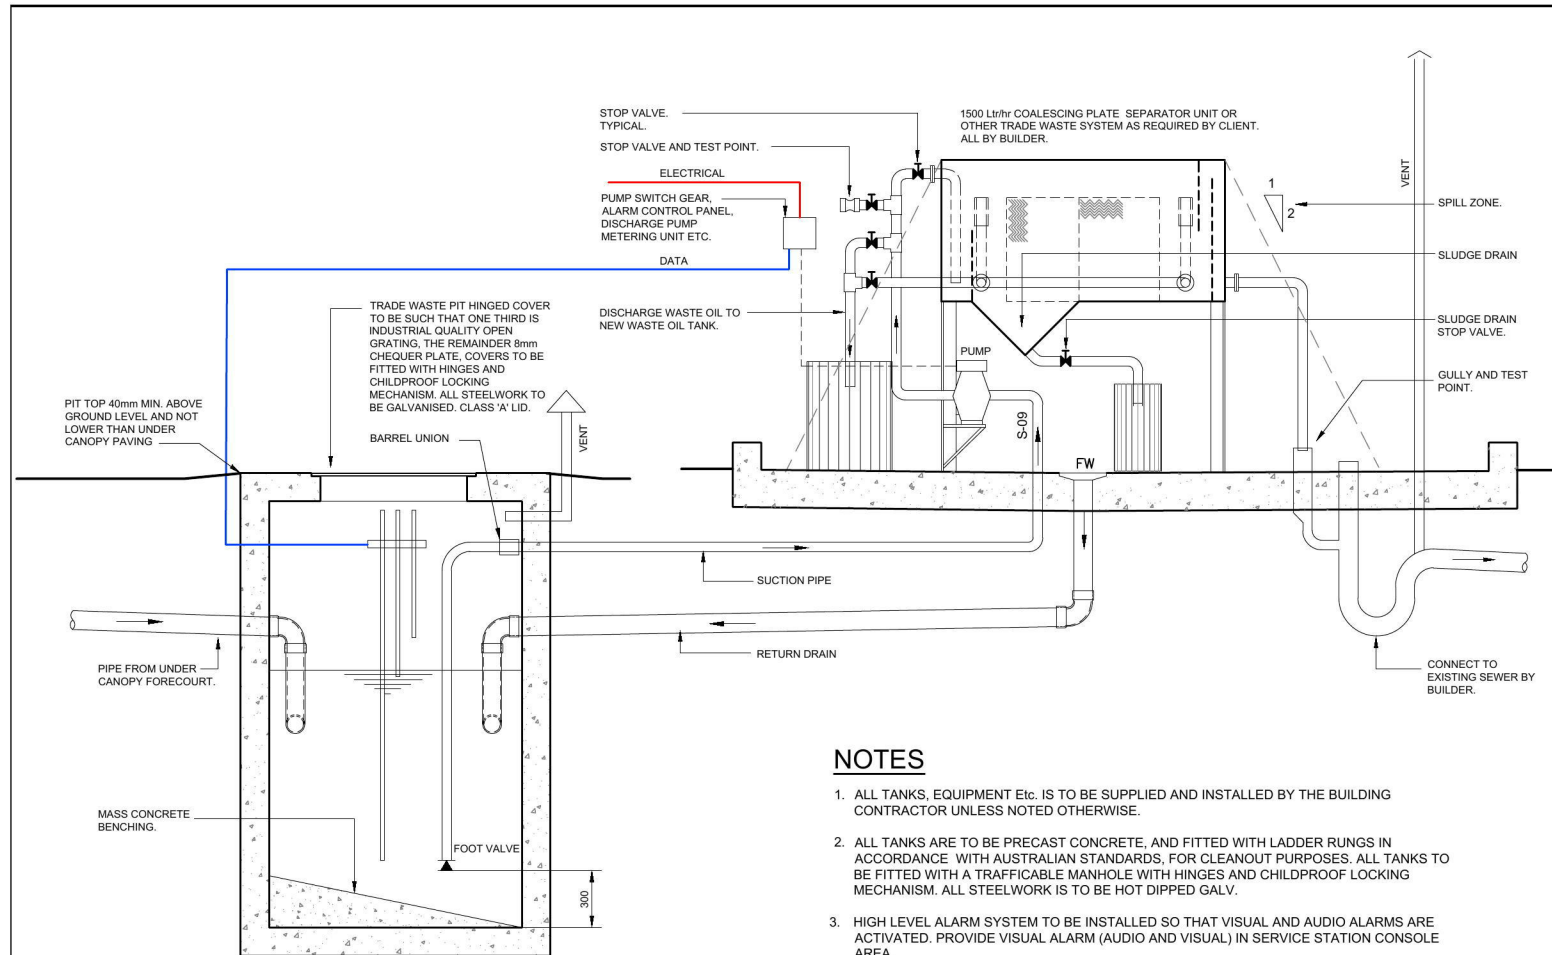 STOP VALVE.
TYPICAL.
STOP VALVE AND TEST POINT.
ELECTRICAL
PUMP SWITCH GEAR,
ALARM CONTROL PANEL,
DISCHARGE PUMP
METERING UNIT ETC.
DATA
1500 Ltr/hr COALESCING PLATE SEPARATOR UNIT OR
OTHER TRADE WASTE SYSTEM AS REQUIRED BY CLIENT.
ALL BY BUILDER.
VENT
1
2
SPILL ZONE.
SLUDGE DRAIN
SLUDGE DRAIN
STOP VALVE.
GULLY AND TEST
POINT.
DISCHARGE WASTE OIL TO
NEW WASTE OIL TANK.
PUMP
S-09
FW
TRADE WASTE PIT HINGED COVER
TO BE SUCH THAT ONE THIRD IS
INDUSTRIAL QUALITY OPEN
GRATING, THE REMAINDER 8mm
CHEQUER PLATE, COVERS TO BE
FITTED WITH HINGES AND
CHILDPROOF LOCKING
MECHANISM. ALL STEELWORK TO
BE GALVANISED. CLASS 'A' LID.
PIT TOP 40mm MIN. ABOVE
GROUND LEVEL AND NOT
LOWER THAN UNDER
CANOPY PAVING
BARREL UNION
VENT
SUCTION PIPE
RETURN DRAIN
PIPE FROM UNDER
CANOPY FORECOURT.
CONNECT TO
EXISTING SEWER BY
BUILDER.
MASS CONCRETE
BENCHING.
FOOT VALVE
300
NOTES
1. ALL TANKS, EQUIPMENT Etc. IS TO BE SUPPLIED AND INSTALLED BY THE BUILDING
CONTRACTOR UNLESS NOTED OTHERWISE.
2. ALL TANKS ARE TO BE PRECAST CONCRETE, AND FITTED WITH LADDER RUNGS IN
ACCORDANCE WITH AUSTRALIAN STANDARDS, FOR CLEANOUT PURPOSES. ALL TANKS TO
BE FITTED WITH A TRAFFICABLE MANHOLE WITH HINGES AND CHILDPROOF LOCKING
MECHANISM. ALL STEELWORK IS TO BE HOT DIPPED GALV.
3. HIGH LEVEL ALARM SYSTEM TO BE INSTALLED SO THAT VISUAL AND AUDIO ALARMS ARE
ACTIVATED. PROVIDE VISUAL ALARM (AUDIO AND VISUAL) IN SERVICE STATION CONSOLE
AREA